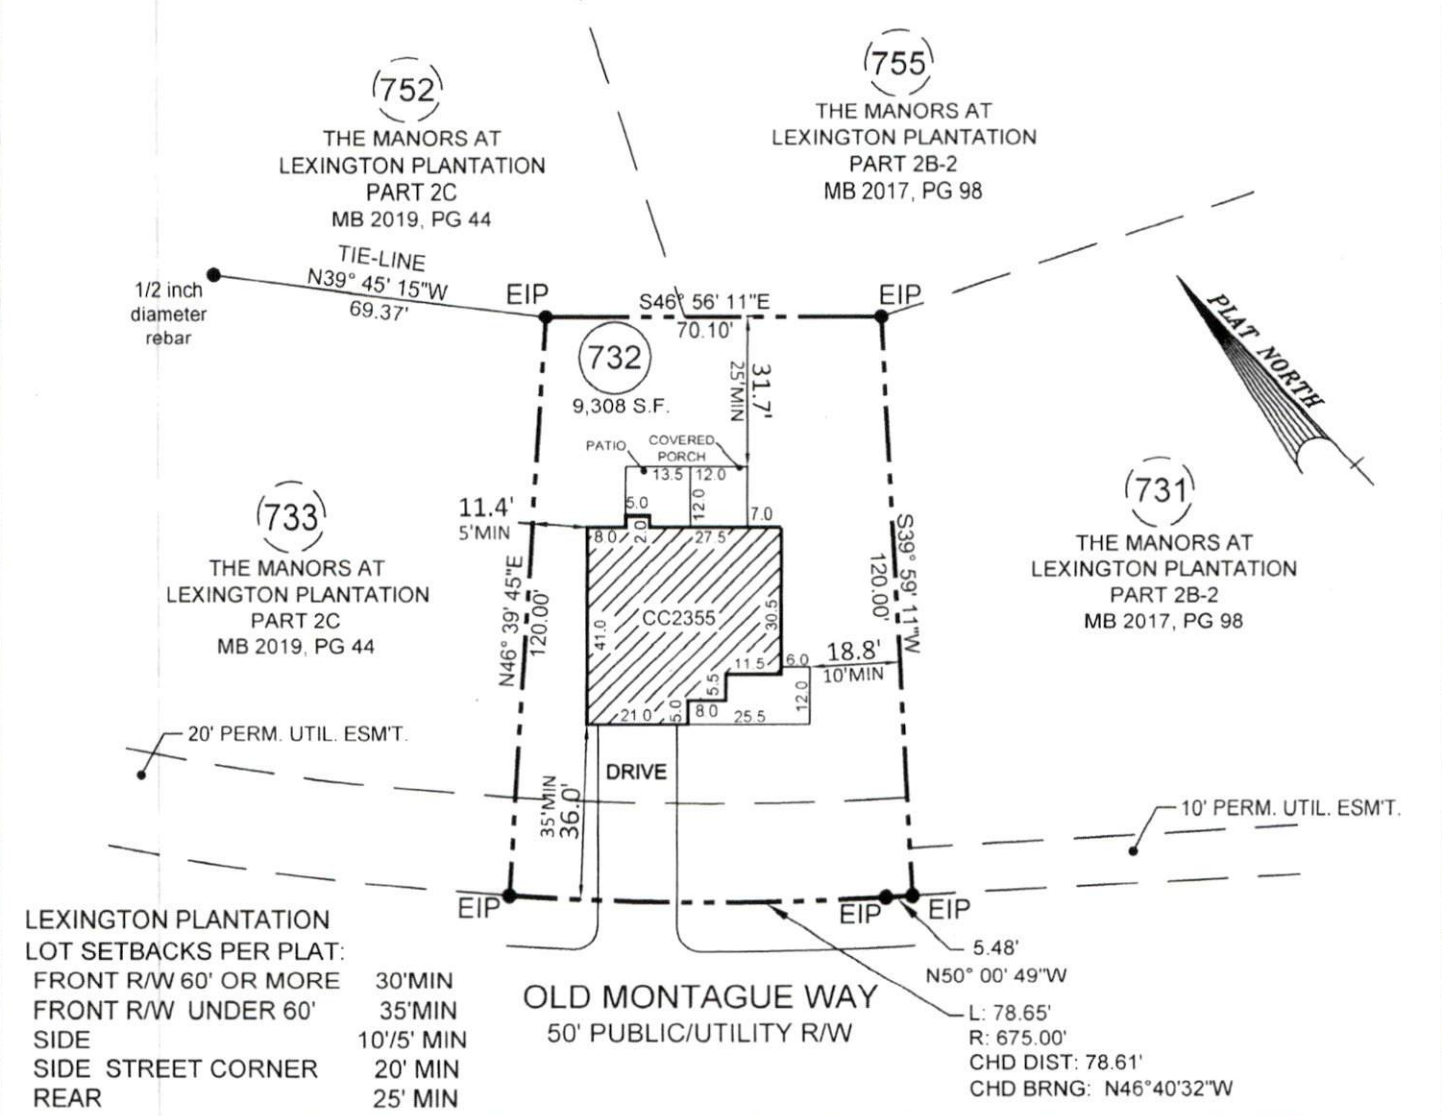 752
THE MANORS AT
LEXINGTON PLANTATION
PART 2C
MB 2019, PG 44
755
THE MANORS AT
LEXINGTON PLANTATION
PART 2B-2
MB 2017, PG 98
TIE-LINE
N39° 45' 15"W
69.37'
1/2 inch
diameter
rebar
EIP
S46° 56' 11"E
70.10'
EIP
PLAT NORTH
732
9,308 S.F.
31.7'
25'MIN
PATIO
COVERED
PORCH
13.5
12.0
5.0
12.0
7.0
11.4'
5'MIN
8.0
2.0
27.5
733
THE MANORS AT
LEXINGTON PLANTATION
PART 2C
MB 2019, PG 44
N46° 39' 45"E
120.00'
41.0
CC2355
30.5
S39° 59' 11"W
120.00'
731
THE MANORS AT
LEXINGTON PLANTATION
PART 2B-2
MB 2017, PG 98
11.5
6.0
18.8'
10'MIN
5.5
12.0
21.0
5.0
8.0
25.5
20' PERM. UTIL. ESM'T.
DRIVE
35'MIN
36.0'
10' PERM. UTIL. ESM'T.
EIP
EIP
EIP
5.48'
N50° 00' 49"W
L: 78.65'
R: 675.00'
CHD DIST: 78.61'
CHD BRNG: N46°40'32"W
OLD MONTAGUE WAY
50' PUBLIC/UTILITY R/W
LEXINGTON PLANTATION
LOT SETBACKS PER PLAT:
FRONT R/W 60' OR MORE 30'MIN
FRONT R/W UNDER 60' 35'MIN
SIDE 10'/5' MIN
SIDE STREET CORNER 20' MIN
REAR 25' MIN